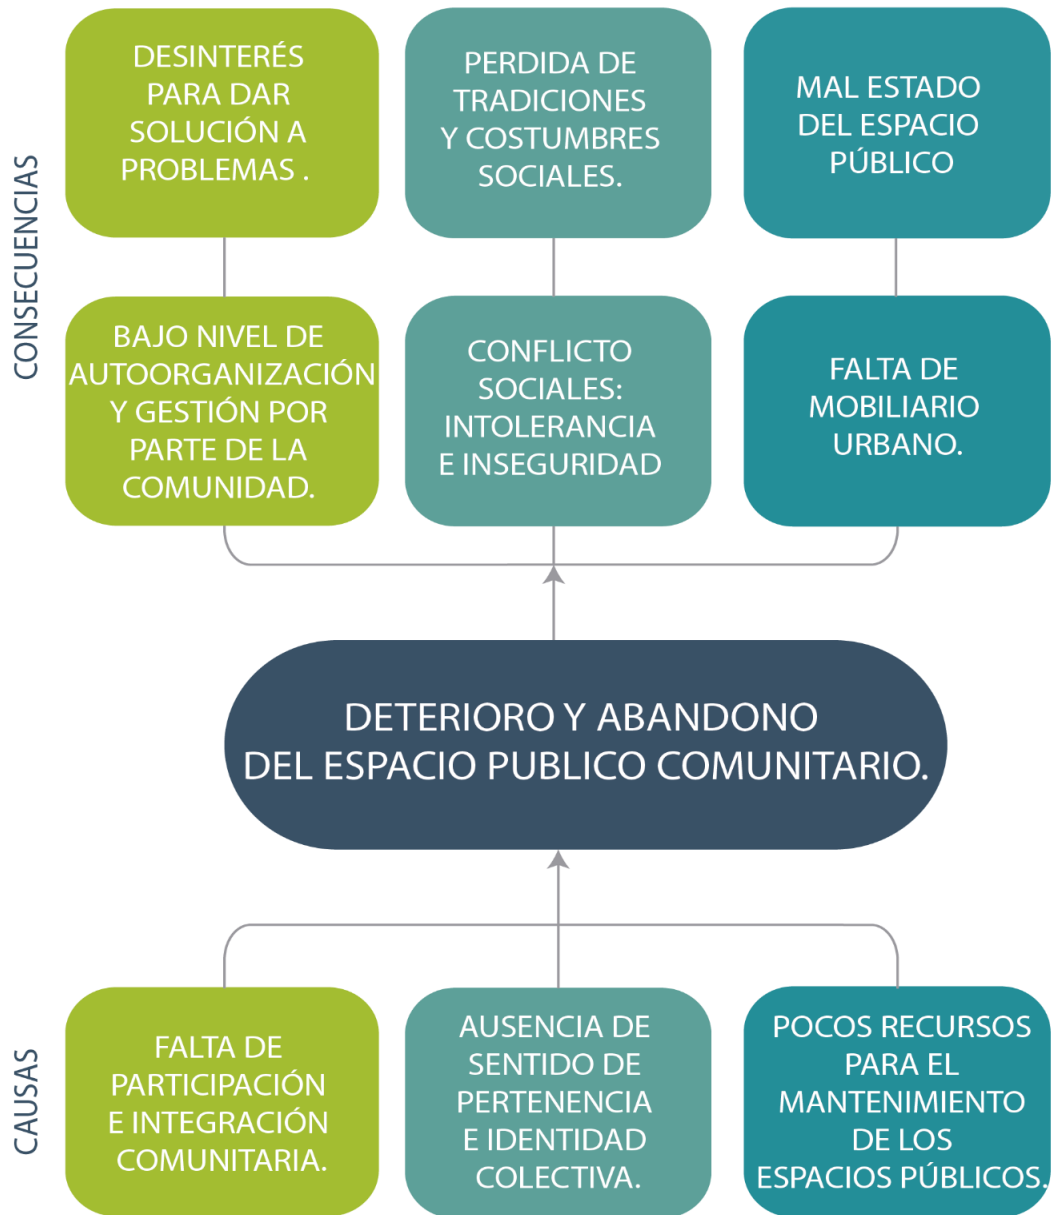 CONSECUENCIAS
DESINTERÉS
PARA DAR
SOLUCIÓN A
PROBLEMAS .
PERDIDA DE
TRADICIONES
Y COSTUMBRES
SOCIALES.
MAL ESTADO
DEL ESPACIO
PÚBLICO
BAJO NIVEL DE
AUTOORGANIZACIÓN
Y GESTIÓN POR
PARTE DE LA
COMUNIDAD.
CONFLICTO
SOCIALES:
INTOLERANCIA
E INSEGURIDAD
FALTA DE
MOBILIARIO
URBANO.
DETERIORO Y ABANDONO
DEL ESPACIO PUBLICO COMUNITARIO.
CAUSAS
FALTA DE
PARTICIPACIÓN
E INTEGRACIÓN
COMUNITARIA.
AUSENCIA DE
SENTIDO DE
PERTENENCIA
E IDENTIDAD
COLECTIVA.
POCOS RECURSOS
PARA EL
MANTENIMIENTO
DE LOS
ESPACIOS PÚBLICOS.